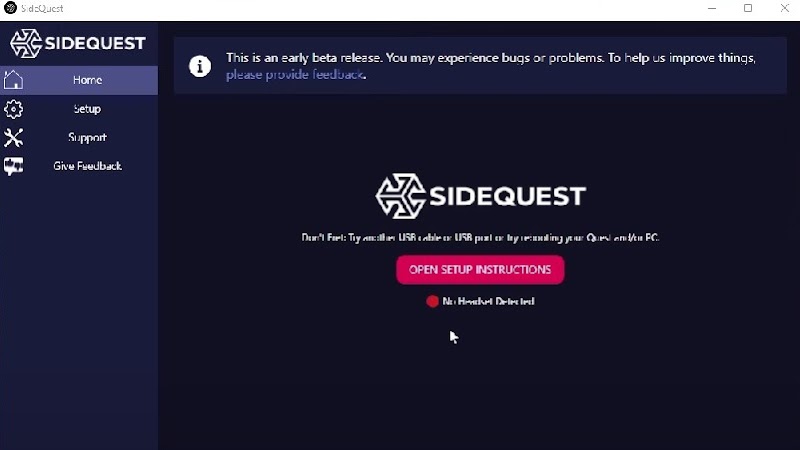 SideQuest
SIDEQUEST
Home
Setup
Support
Give Feedback
This is an early beta release. You may experience bugs or problems. To help us improve things,
please provide feedback.
SIDEQUEST
Don't Fret: Try another USB cable or USB port or try rebooting your Quest and/or PC.
OPEN SETUP INSTRUCTIONS
No Headset Detected